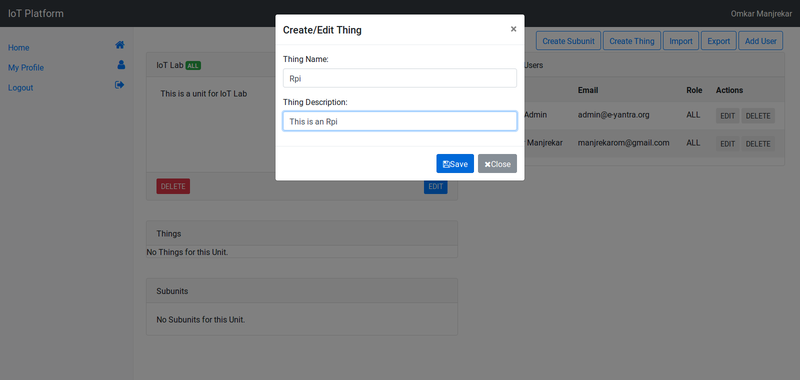 IoT Platform
Omkar Manjrekar
Home
My Profile
Logout
Create Subunit
Create Thing
Import
Export
Add User
Create/Edit Thing
×
Thing Name:
Rpi
Thing Description:
This is an Rpi
Save
Close
IoT Lab ALL
This is a unit for IoT Lab
DELETE
EDIT
Users
Email Role Actions
Admin admin@e-yantra.org ALL EDIT DELETE
Manjrekar manjrekarom@gmail.com ALL EDIT DELETE
Things
No Things for this Unit.
Subunits
No Subunits for this Unit.